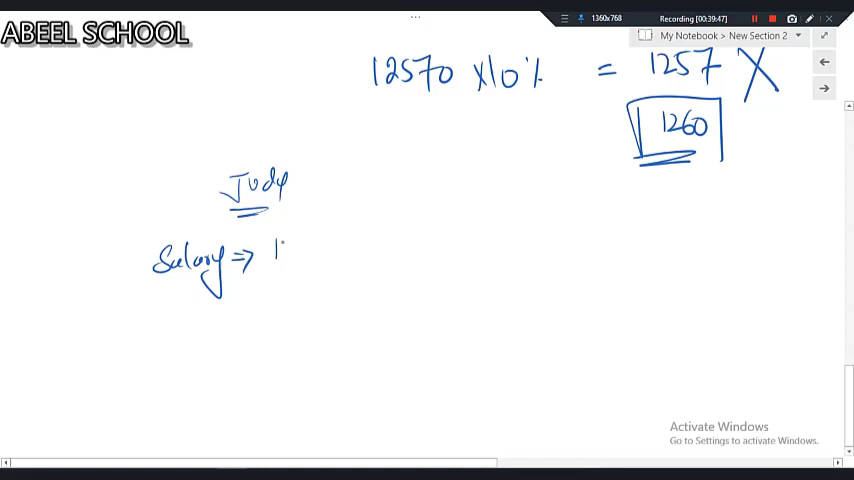 1360x768
Recording [00:39:47]
ABEEL SCHOOL
My Notebook > New Section 2
12570 x10% = 1257 X
1260
Judy
Salary ⇒ 1
Activate Windows
Go to Settings to activate Windows.